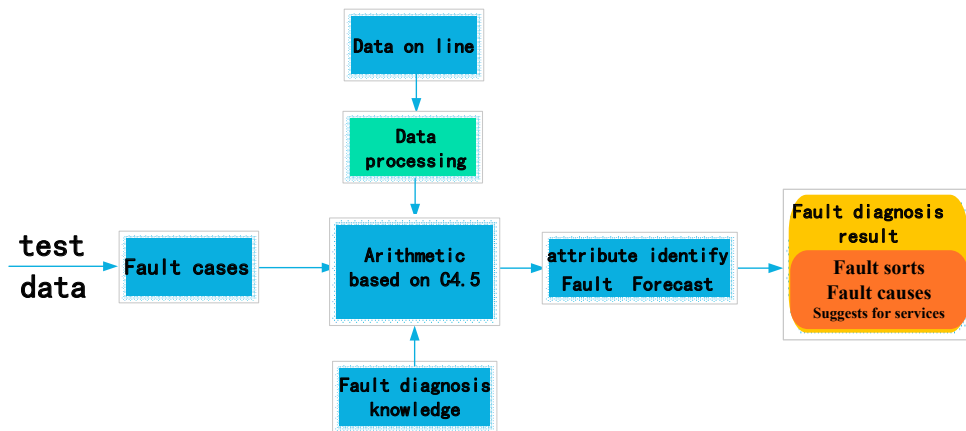 Data on line
Data
processing
test
data
Fault cases
Arithmetic
based on C4.5
attribute identify
Fault Forecast
Fault diagnosis
knowledge
Fault diagnosis
result
Fault sorts
Fault causes
Suggests for services